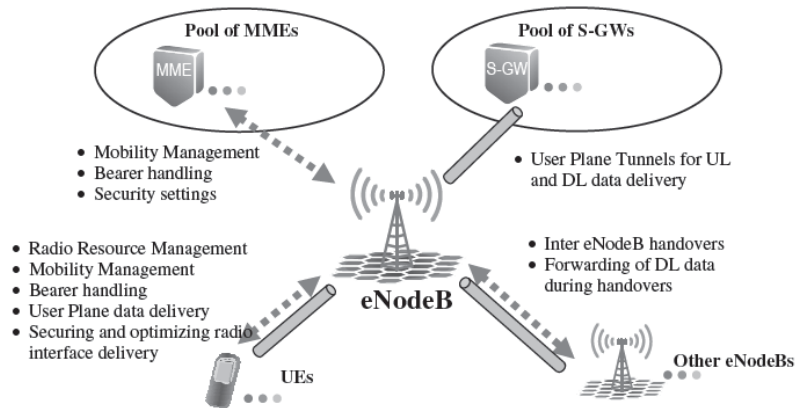 Pool of MMEs
MME
Pool of S-GWs
S-GW
• Mobility Management
• Bearer handling
• Security settings
• User Plane Tunnels for UL
and DL data delivery
• Radio Resource Management
• Mobility Management
• Bearer handling
• User Plane data delivery
• Securing and optimizing radio
interface delivery
• Inter eNodeB handovers
• Forwarding of DL data
during handovers
eNodeB
UEs
Other eNodeBs